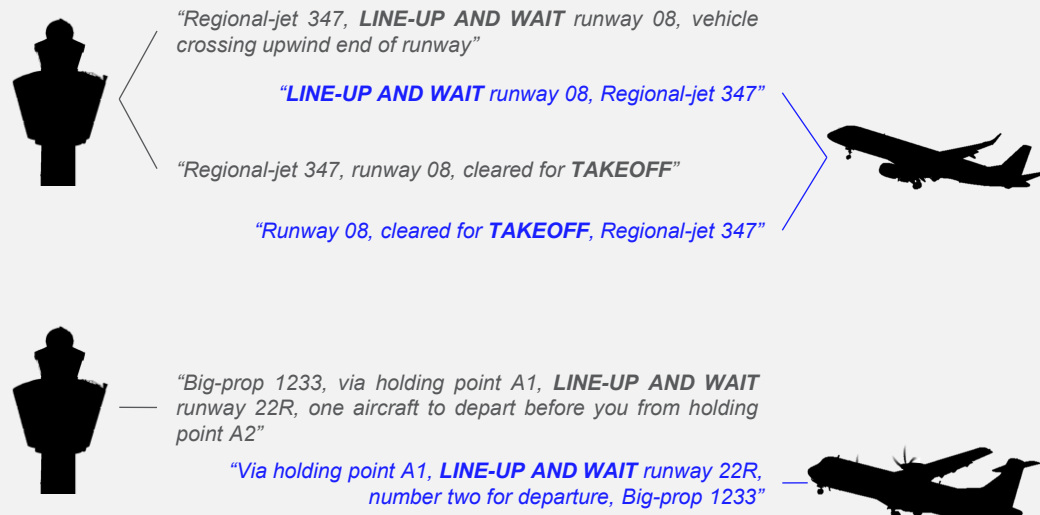 “Regional-jet 347, LINE-UP AND WAIT runway 08, vehicle
crossing upwind end of runway”
“LINE-UP AND WAIT runway 08, Regional-jet 347”
“Regional-jet 347, runway 08, cleared for TAKEOFF”
“Runway 08, cleared for TAKEOFF, Regional-jet 347”
“Big-prop 1233, via holding point A1, LINE-UP AND WAIT
runway 22R, one aircraft to depart before you from holding
point A2”
“Via holding point A1, LINE-UP AND WAIT runway 22R,
number two for departure, Big-prop 1233”